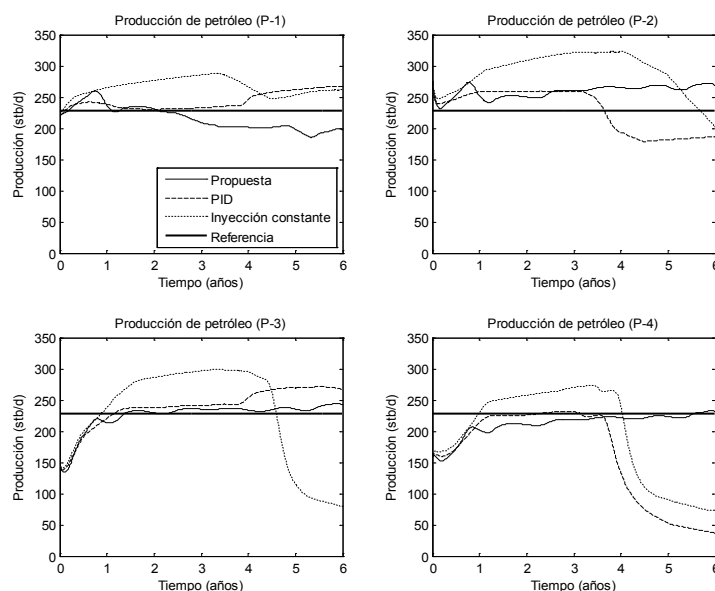 Producción de petróleo (P-1)
Producción (stb/d)
350
300
250
200
150
100
50
0
Propuesta
PID
Inyección constante
Referencia
0 1 2 3 4 5 6
Tiempo (años)
Producción de petróleo (P-2)
Producción (stb/d)
350
300
250
200
150
100
50
0
0 1 2 3 4 5 6
Tiempo (años)
Producción de petróleo (P-3)
Producción (stb/d)
350
300
250
200
150
100
50
0
0 1 2 3 4 5 6
Tiempo (años)
Producción de petróleo (P-4)
Producción (stb/d)
350
300
250
200
150
100
50
0
0 1 2 3 4 5 6
Tiempo (años)